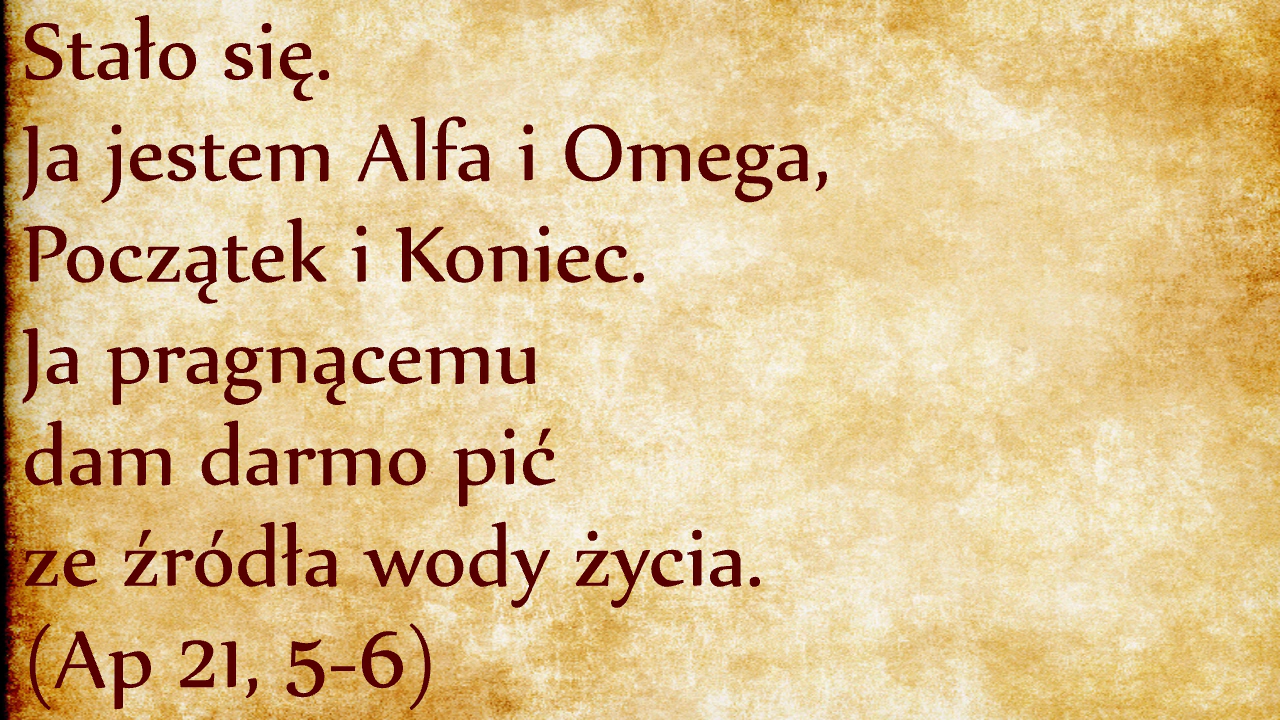 Stało się.
Ja jestem Alfa i Omega,
Początek i Koniec.
Ja pragnącemu
dam darmo pić
ze źródła wody życia.
(Ap 21, 5-6)